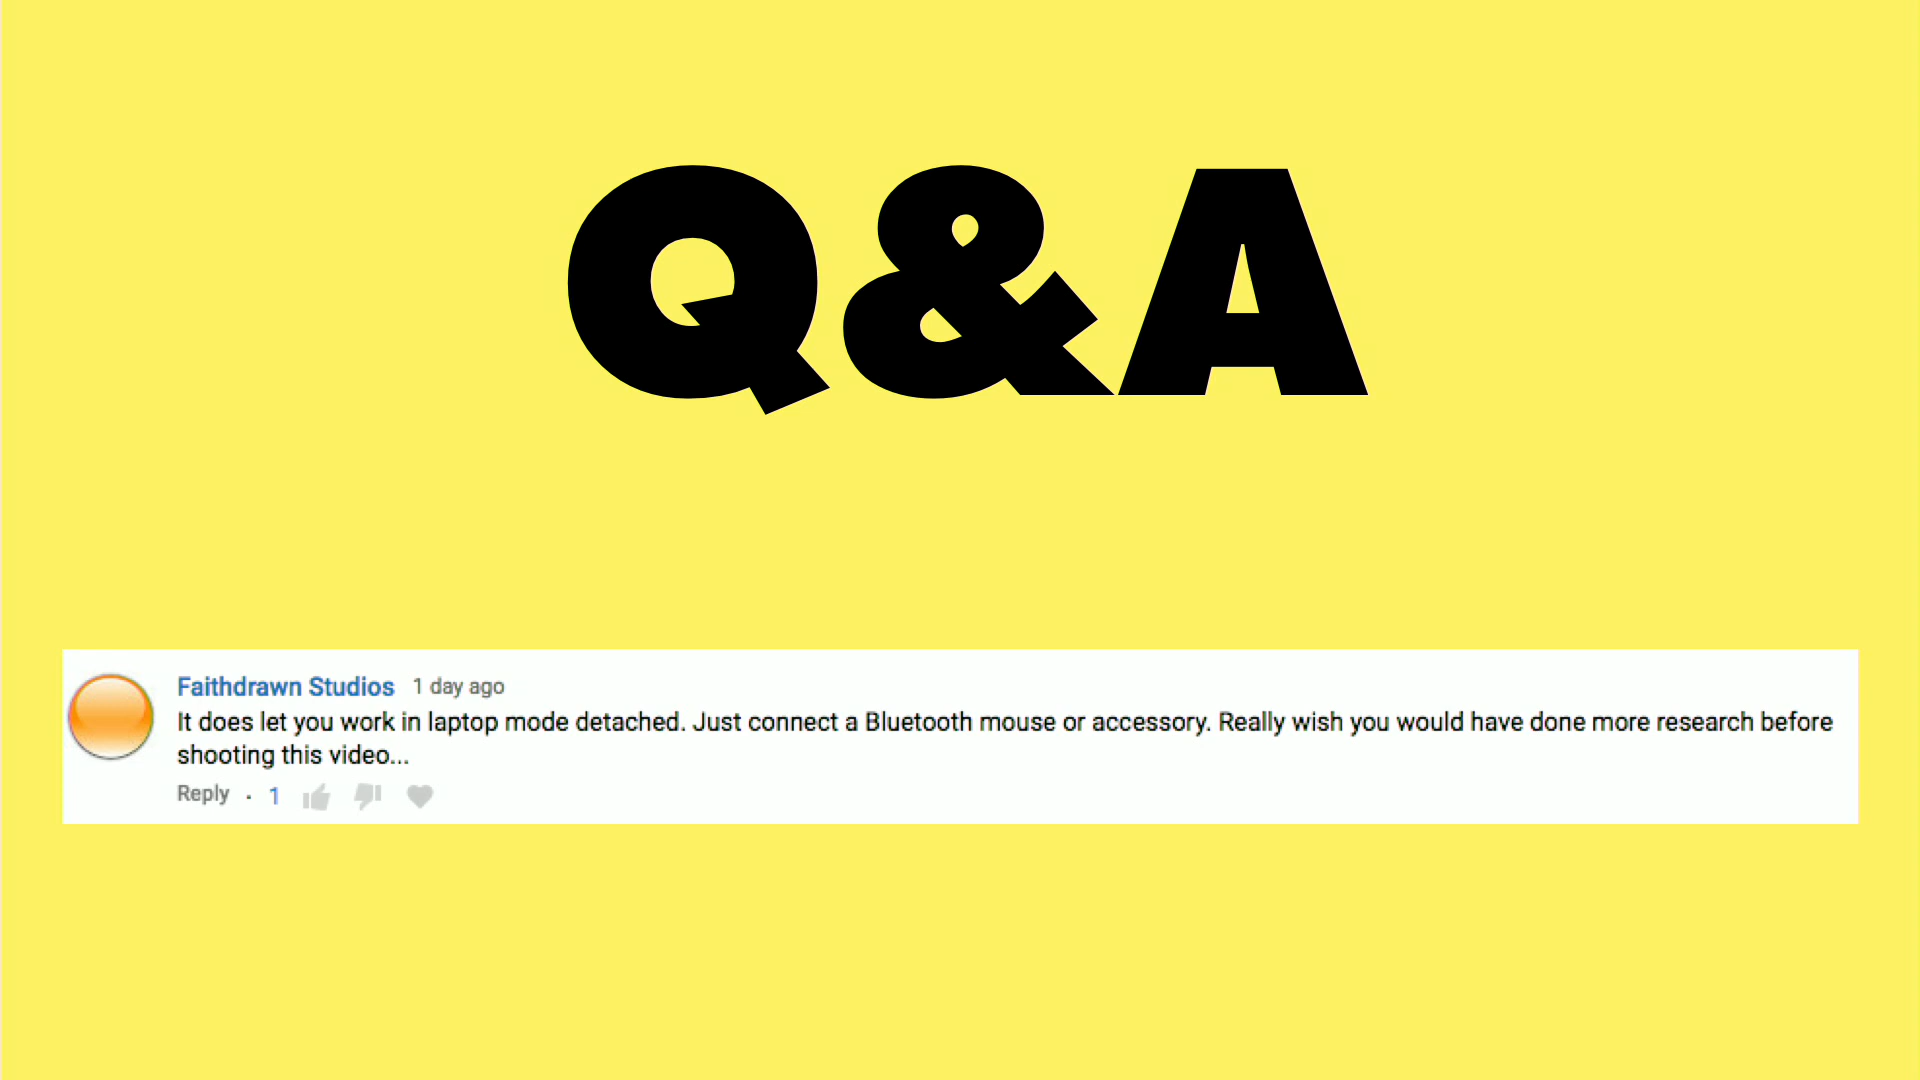 Q&A
Faithdrawn Studios 1 day ago
It does let you work in laptop mode detached. Just connect a Bluetooth mouse or accessory. Really wish you would have done more research before
shooting this video...
Reply · 1